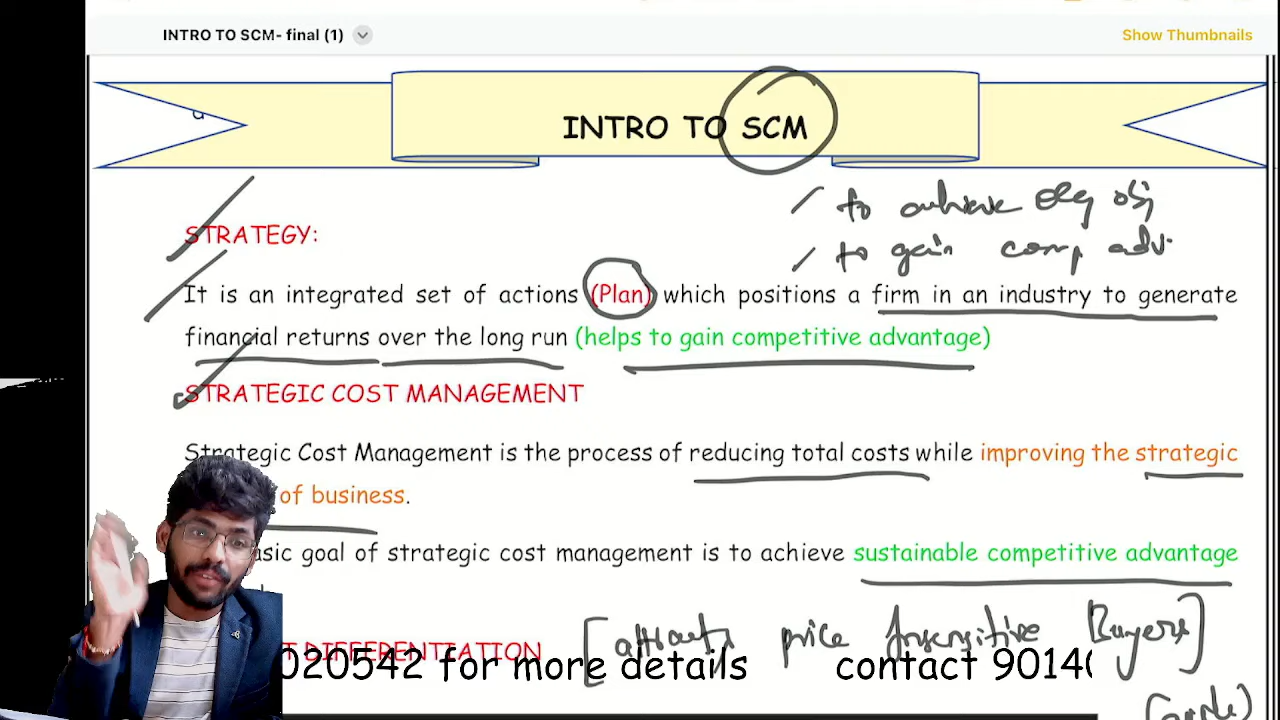 INTRO TO SCM- final (1)
Show Thumbnails
INTRO TO SCM
to achieve org obj
to gain comp adv
STRATEGY:
It is an integrated set of actions (Plan) which positions a firm in an industry to generate
financial returns over the long run (helps to gain competitive advantage)
STRATEGIC COST MANAGEMENT
Strategic Cost Management is the process of reducing total costs while improving the strategic
of business.
goal of strategic cost management is to achieve sustainable competitive advantage
[attracts price insensitive Buyers]
DIFFERENTIATION
020542 for more details contact 9014